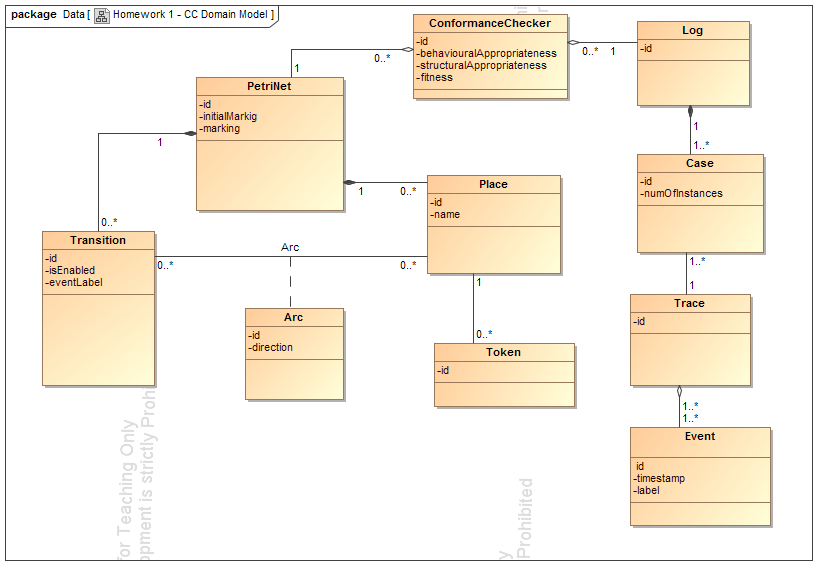 package Data [ Homework 1 - CC Domain Model ]
ConformanceChecker
-id
-behaviouralAppropriateness
-structuralAppropriateness
-fitness
0..*
1
0..*
1
Log
-id
PetriNet
-id
-initialMarkig
-marking
1
1..*
1
0..*
1
0..*
Case
-id
-numOfInstances
Place
-id
-name
Transition
-id
-isEnabled
-eventLabel
Arc
0..*
0..*
1..*
1
1
0..*
Trace
-id
Arc
-id
-direction
Token
-id
1..*
1..*
Event
id
-timestamp
-label
for Teaching Only
opment is strictly Prohi
Prohibited